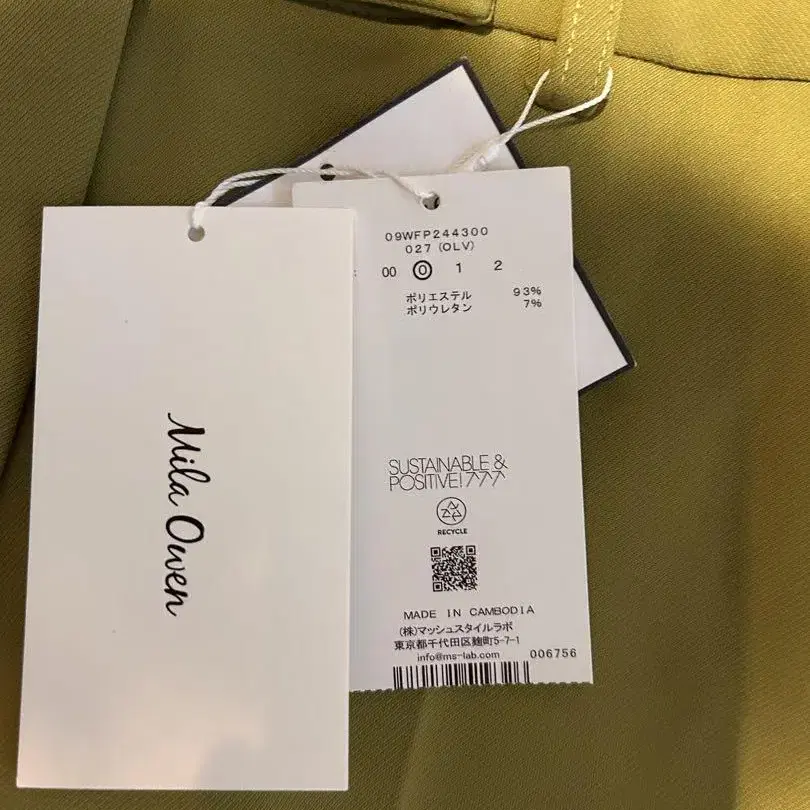 Mila Owen
09WFP244300
027 (OLV)
: 00 0 1 2
ポリエステル 93%
ポリウレタン 7%
SUSTAINABLE &
POSITIVE!
RECYCLE
MADE IN CAMBODIA
(株)マッシュスタイルラボ
東京都千代田区麹町5-7-1
info@ms-lab.com 006756